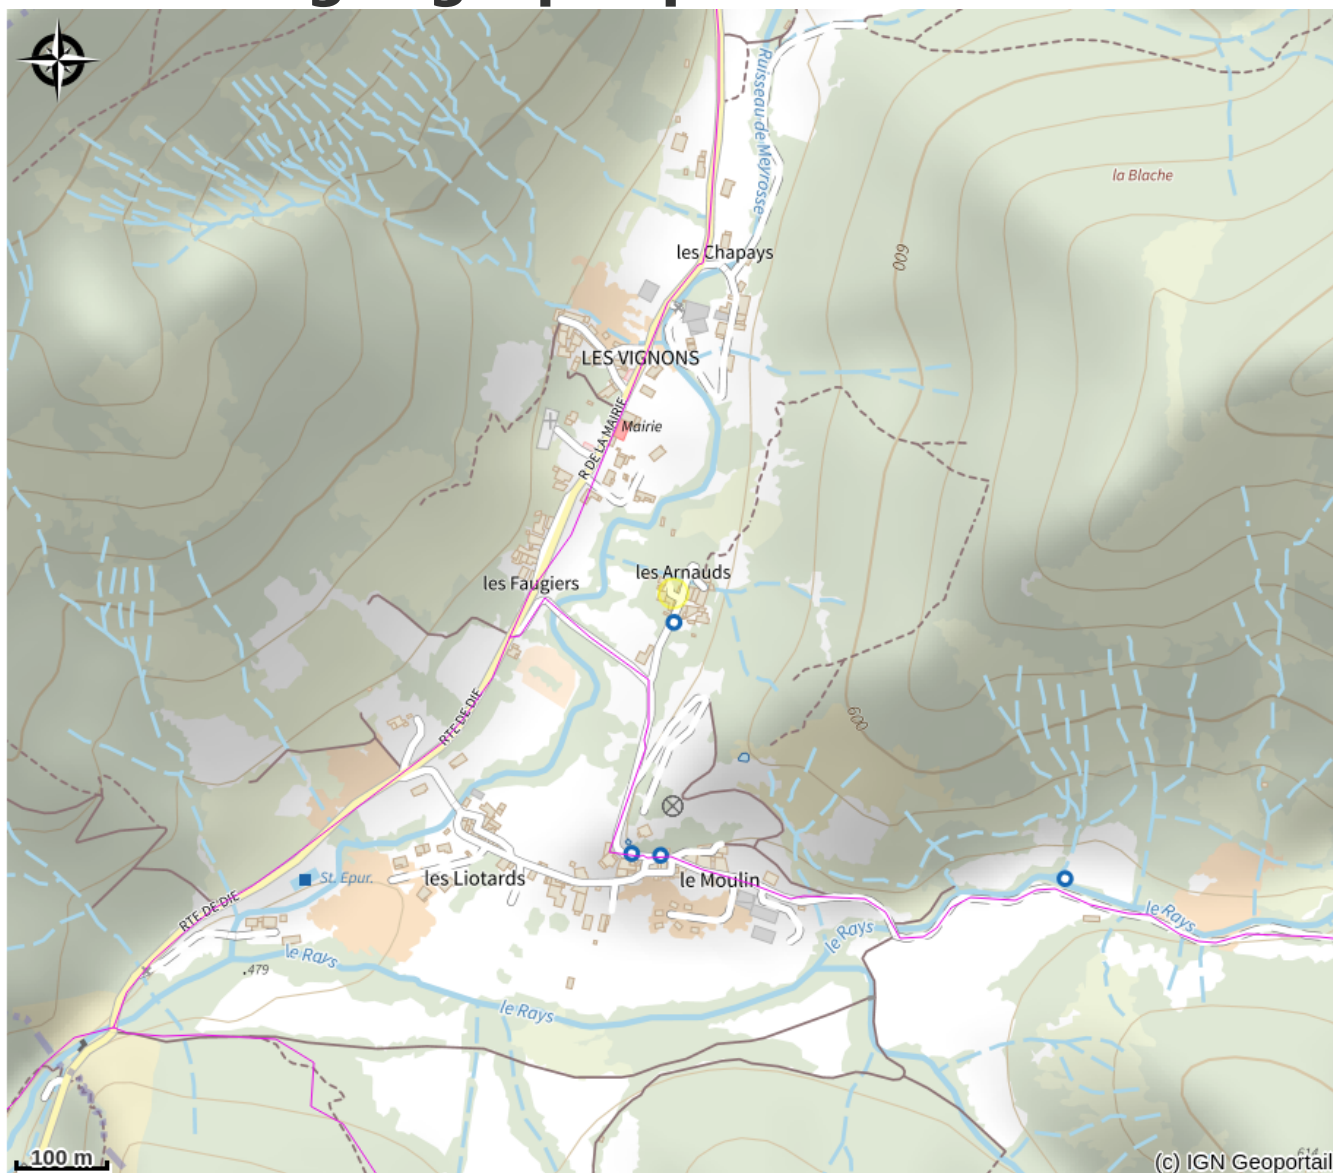 Ruisseau de Meyrosse
la Blache
les Chapays
600
LES VIGNONS
R DE LA MAIRIE
Mairie
les Arnauds
les Faugiers
RTE DE DIE
600
St. Epur.
les Liotards
le Moulin
RTE DE DIE
le Rays
le Rays
le Rays
.479
le Rays
614
100 m
(c) IGN Geoportail